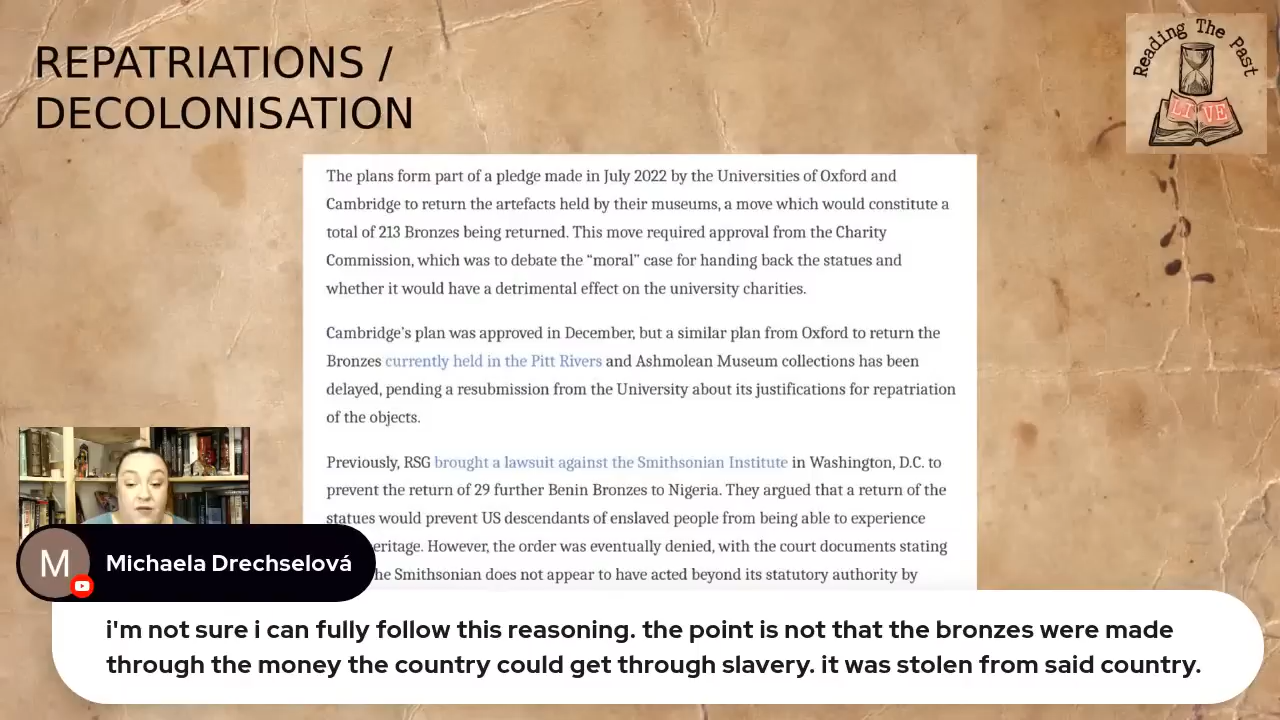 REPATRIATIONS /
DECOLONISATION
Reading The Past
LIVE
The plans form part of a pledge made in July 2022 by the Universities of Oxford and
Cambridge to return the artefacts held by their museums, a move which would constitute a
total of 213 Bronzes being returned. This move required approval from the Charity
Commission, which was to debate the “moral” case for handing back the statues and
whether it would have a detrimental effect on the university charities.
Cambridge's plan was approved in December, but a similar plan from Oxford to return the
Bronzes currently held in the Pitt Rivers and Ashmolean Museum collections has been
delayed, pending a resubmission from the University about its justifications for repatriation
of the objects.
Previously, RSG brought a lawsuit against the Smithsonian Institute in Washington, D.C. to
prevent the return of 29 further Benin Bronzes to Nigeria. They argued that a return of the
statues would prevent US descendants of enslaved people from being able to experience
eritage. However, the order was eventually denied, with the court documents stating
he Smithsonian does not appear to have acted beyond its statutory authority by
M
Michaela Drechselová
i'm not sure i can fully follow this reasoning. the point is not that the bronzes were made
through the money the country could get through slavery. it was stolen from said country.